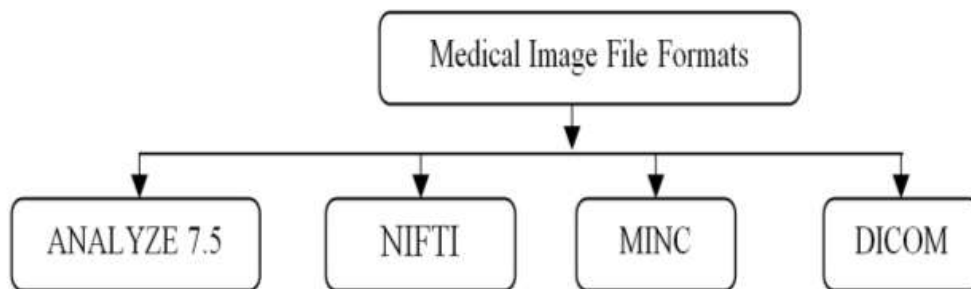 Medical Image File Formats
ANALYZE 7.5
NIFTI
MINC
DICOM